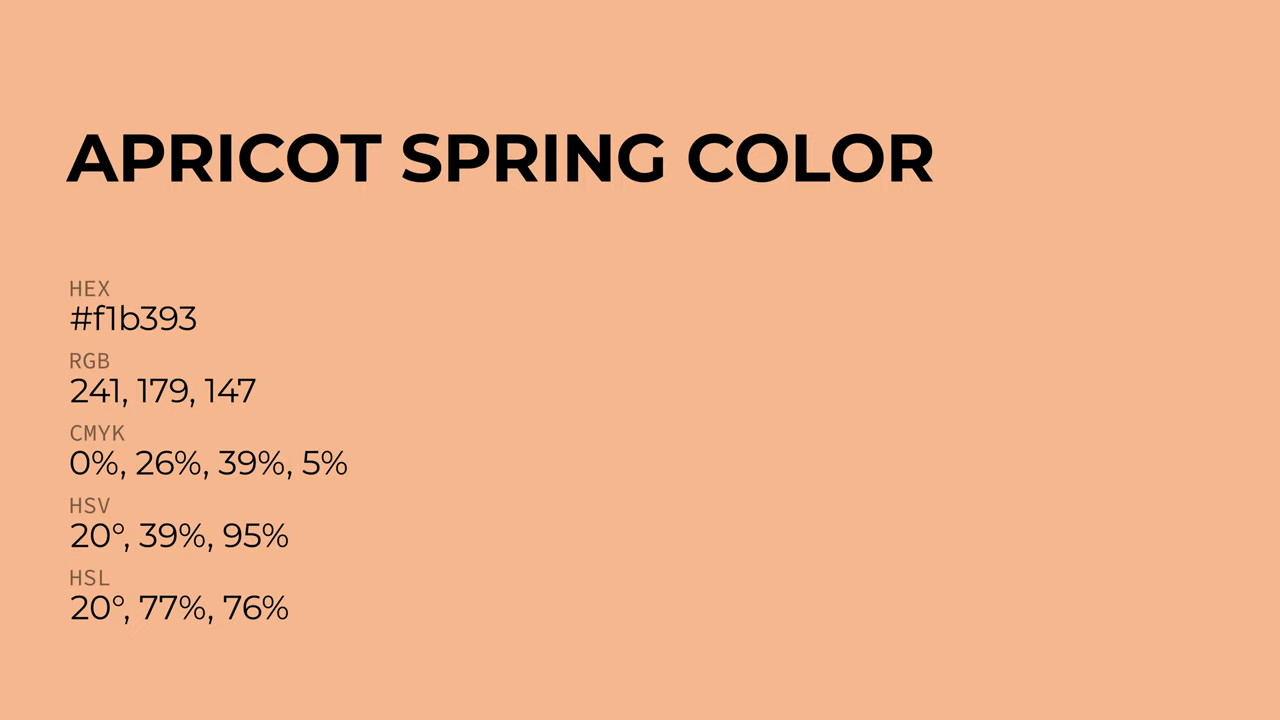 APRICOT SPRING COLOR
HEX
#f1b393
RGB
241, 179, 147
CMYK
0%, 26%, 39%, 5%
HSV
20°, 39%, 95%
HSL
20°, 77%, 76%